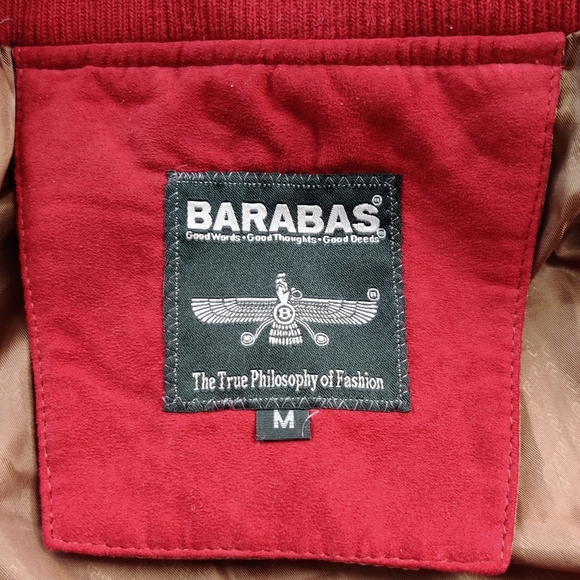 BARABAS®
Good Words • Good Thoughts • Good Deeds®
®
B
The True Philosophy of Fashion
M